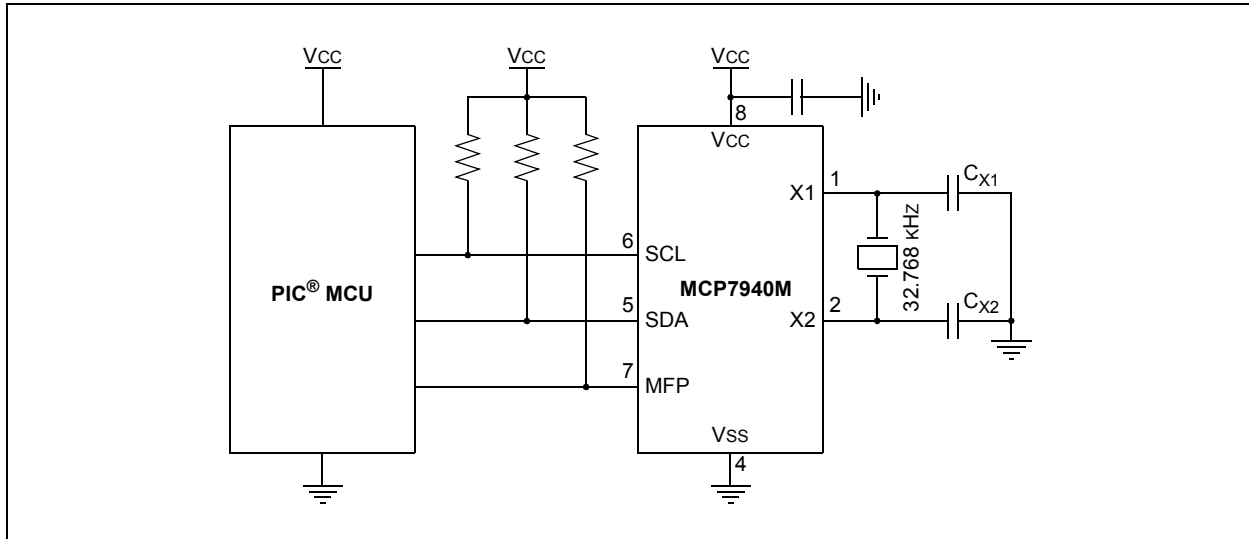 VCC
VCC
VCC
8
VCC
1
X1
CX1
6
SCL
32.768 KHZ
PIC® MCU
MCP7940M
5
SDA
2
X2
CX2
7
MFP
VSS
4